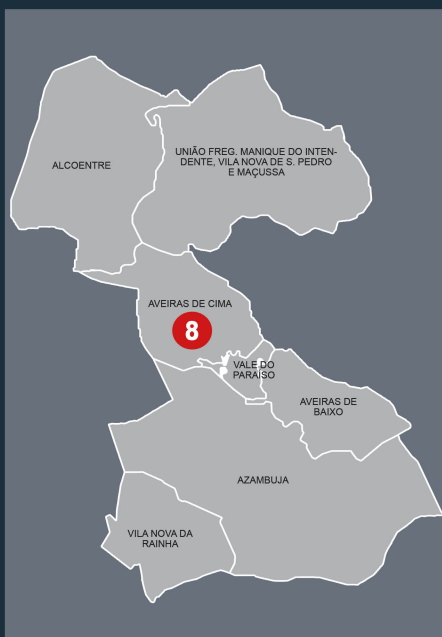 ALCOENTRE
UNIÃO FREG. MANIQUE DO INTEN-
DENTE, VILA NOVA DE S. PEDRO
E MAÇUSSA
AVEIRAS DE CIMA
8
VALE DO
PARAÍSO
AVEIRAS DE
BAIXO
AZAMBUJA
VILA NOVA DA
RAINHA